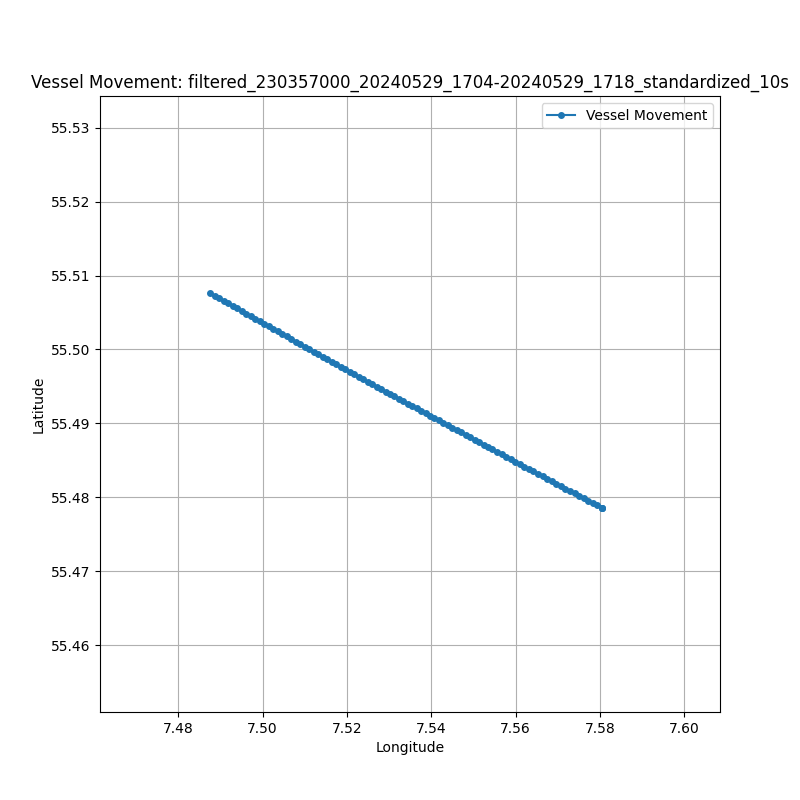 Vessel Movement: filtered_230357000_20240529_1704-20240529_1718_standardized_10s
Vessel Movement
55.53
55.52
55.51
55.50
55.49
55.48
55.47
55.46
Latitude
7.48 7.50 7.52 7.54 7.56 7.58 7.60
Longitude